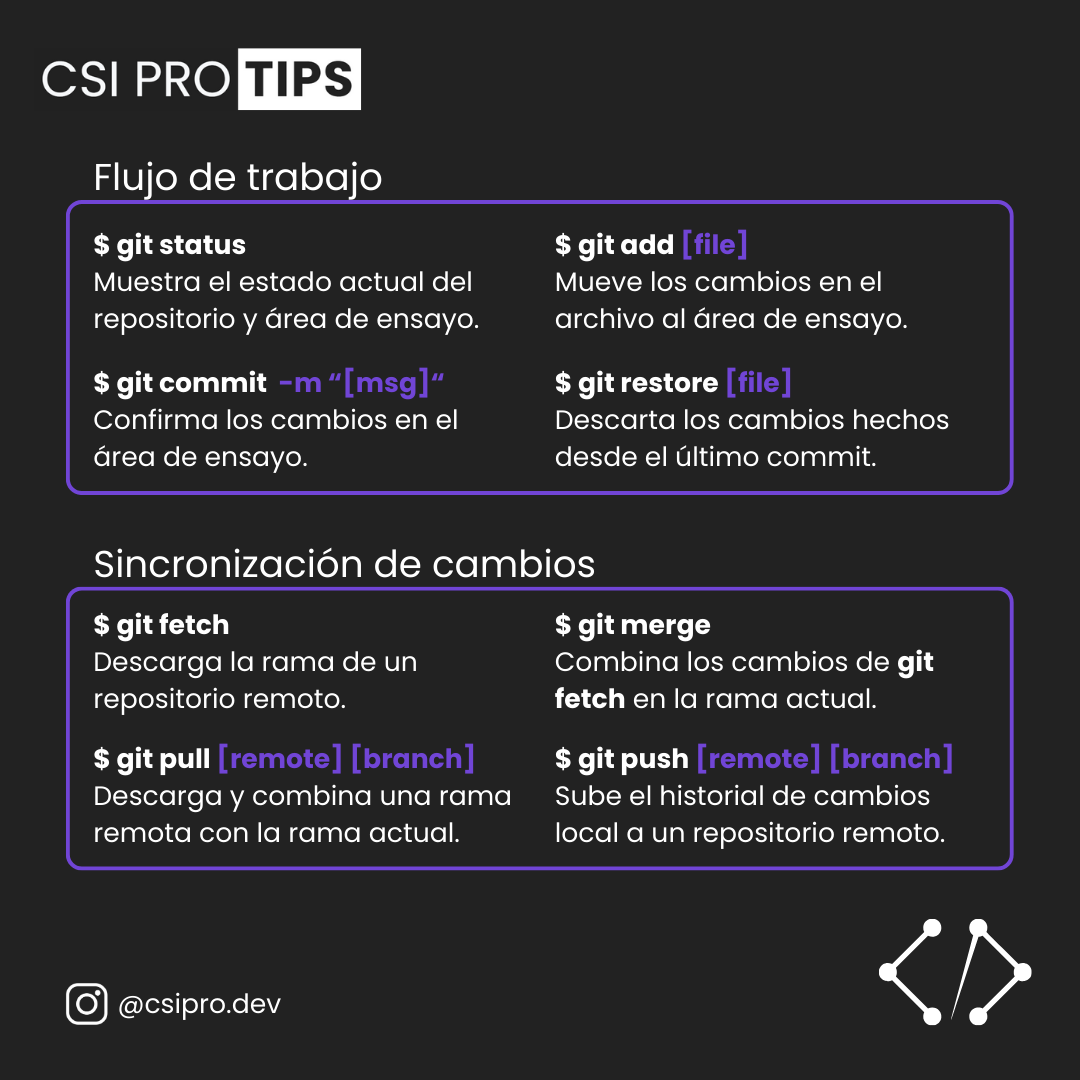 CSI PRO TIPS
Flujo de trabajo
$ git status
Muestra el estado actual del
repositorio y área de ensayo.
$ git add [file]
Mueve los cambios en el
archivo al área de ensayo.
$ git commit -m “[msg]“
Confirma los cambios en el
área de ensayo.
$ git restore [file]
Descarta los cambios hechos
desde el último commit.
Sincronización de cambios
$ git fetch
Descarga la rama de un
repositorio remoto.
$ git merge
Combina los cambios de git
fetch en la rama actual.
$ git pull [remote] [branch]
Descarga y combina una rama
remota con la rama actual.
$ git push [remote] [branch]
Sube el historial de cambios
local a un repositorio remoto.
@csipro.dev